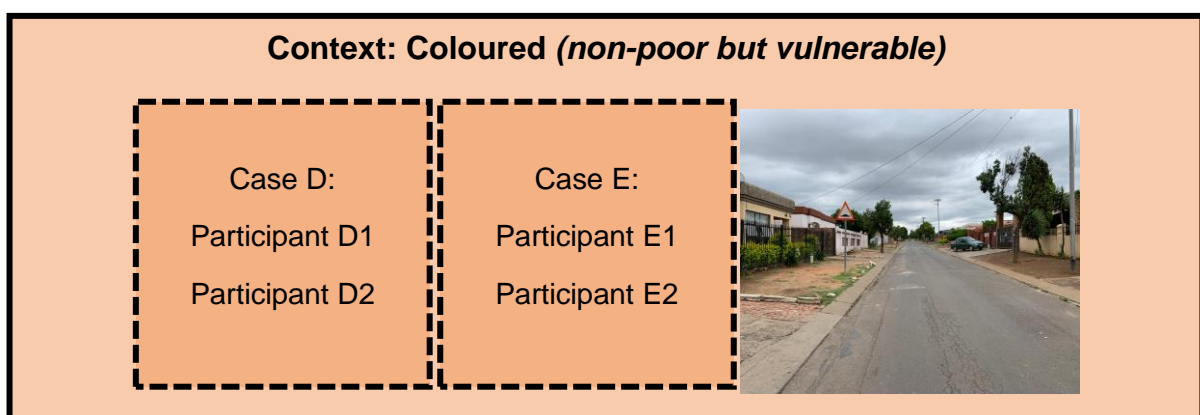 Context: Coloured (non-poor but vulnerable)
Case D:
Participant D1
Participant D2
Case E:
Participant E1
Participant E2